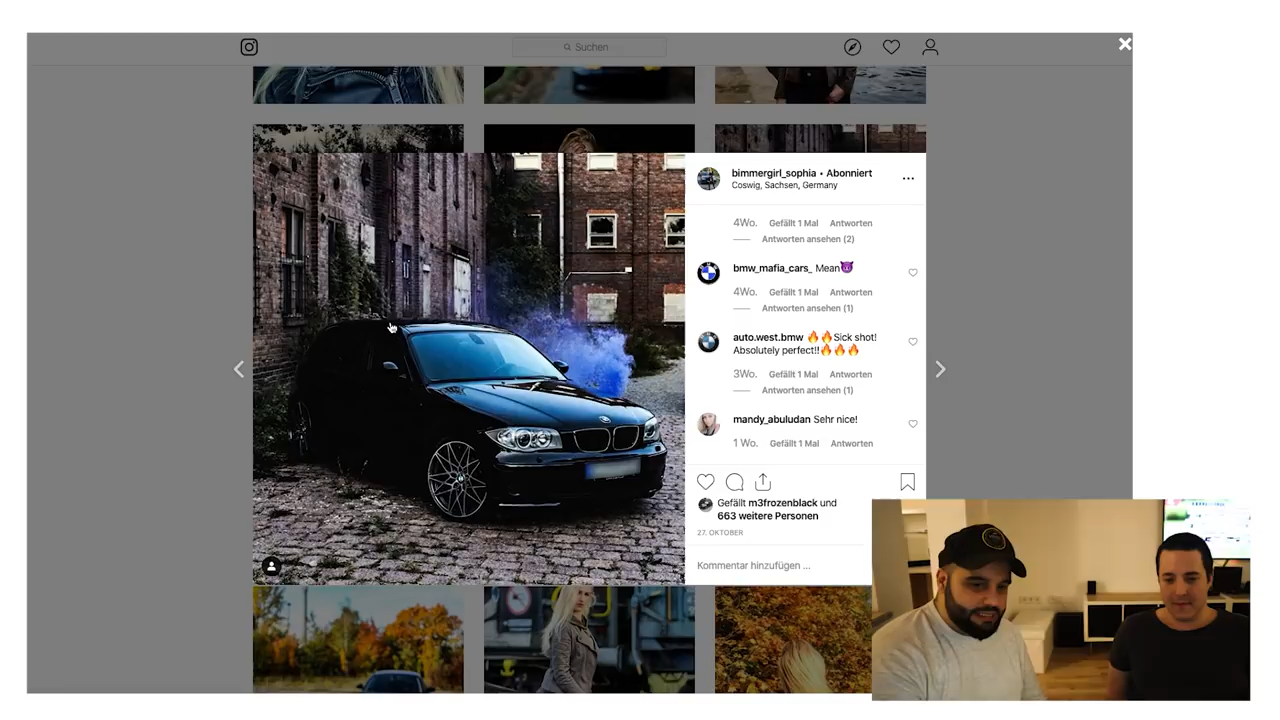 Suchen
bimmergirl_sophia • Abonniert
Coswig, Sachsen, Germany
4Wo. Gefällt 1 Mal Antworten
Antworten ansehen (2)
bmw_mafia_cars_ Mean😈
4Wo. Gefällt 1 Mal Antworten
Antworten ansehen (1)
auto.west.bmw 🔥🔥Sick shot!
Absolutely perfect!!🔥🔥🔥
3Wo. Gefällt 1 Mal Antworten
Antworten ansehen (1)
mandy_abuludan Sehr nice!
1 Wo. Gefällt 1 Mal Antworten
Gefällt m3frozenblack und
663 weitere Personen
27. OKTOBER
Kommentar hinzufügen ...